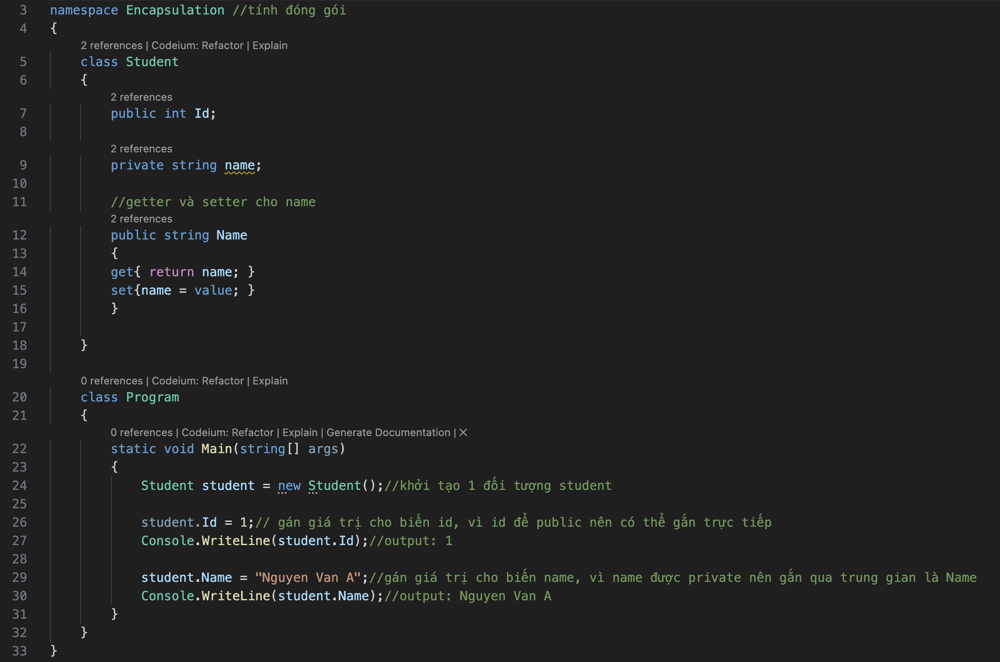 3 namespace Encapsulation //tính đóng gói
4 {
2 references | Codeium: Refactor | Explain
5 class Student
6 {
2 references
7 public int Id;
8
2 references
9 private string name;
10
11 //getter và setter cho name
2 references
12 public string Name
13 {
14 get{ return name; }
15 set{name = value; }
16 }
17
18 }
19
0 references | Codeium: Refactor | Explain
20 class Program
21 {
0 references | Codeium: Refactor | Explain | Generate Documentation | ✕
22 static void Main(string[] args)
23 {
24 Student student = new Student();//khởi tạo 1 đối tượng student
25
26 student.Id = 1;// gán giá trị cho biến id, vì id để public nên có thể gắn trực tiếp
27 Console.WriteLine(student.Id);//output: 1
28
29 student.Name = "Nguyen Van A";//gán giá trị cho biến name, vì name được private nên gắn qua trung gian là Name
30 Console.WriteLine(student.Name);//output: Nguyen Van A
31 }
32 }
33 }